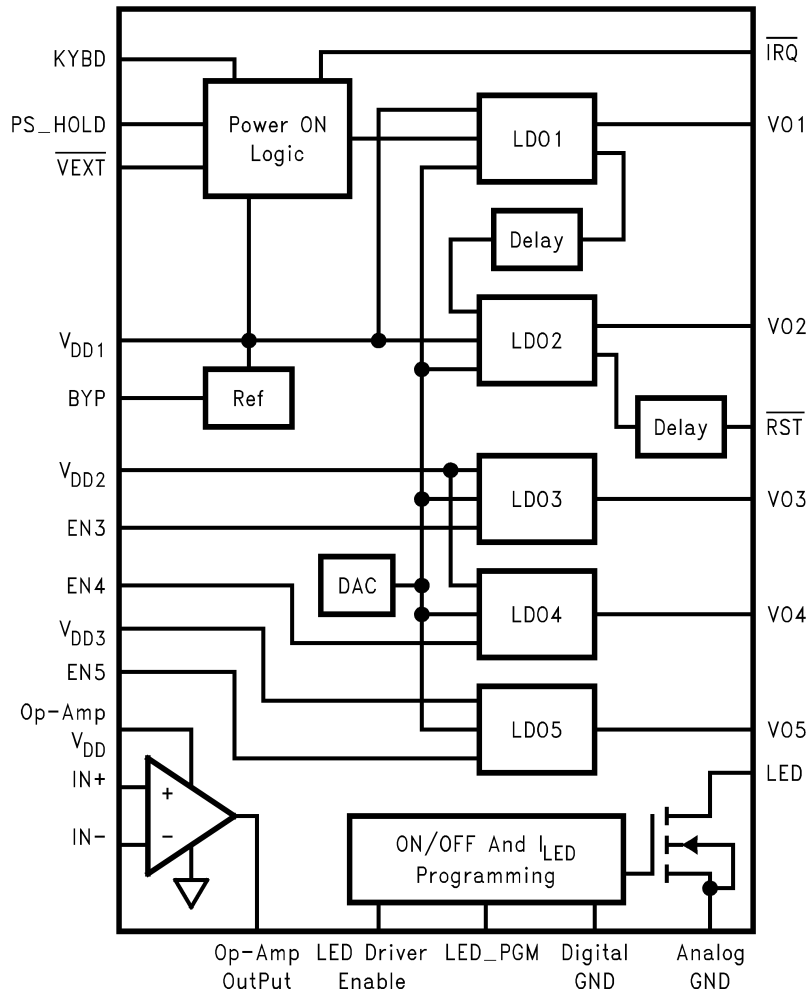 KYBD
IRQ
PS_HOLD
Power ON
Logic
LDO1
VO1
VEXT
Delay
VDD1
LDO2
VO2
BYP
Ref
Delay
RST
VDD2
LDO3
VO3
EN3
EN4
DAC
LDO4
VO4
VDD3
EN5
LDO5
VO5
Op-Amp
VDD
LED
IN+
+
IN-
-
ON/OFF And ILED
Programming
Op-Amp
OutPut
LED Driver
Enable
LED_PGM
Digital
GND
Analog
GND